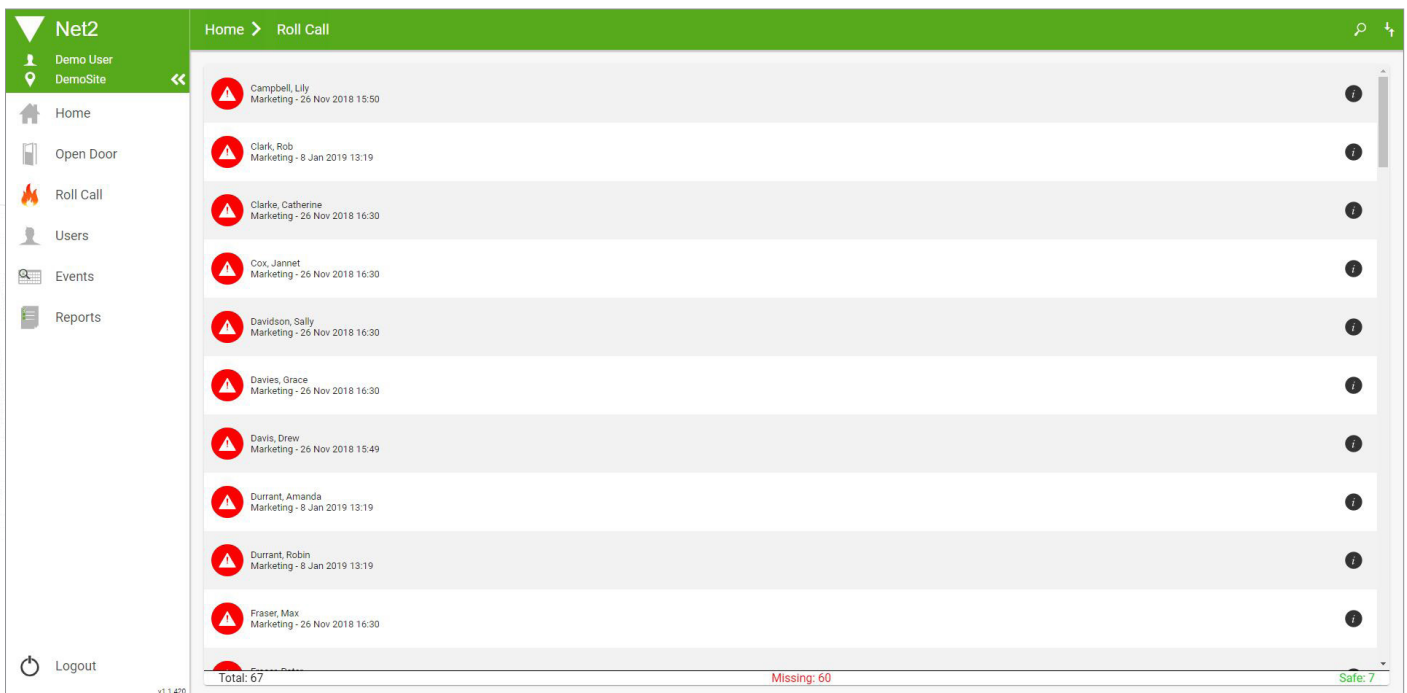 Net2
Demo User
DemoSite
Home
Open Door
Roll Call
Users
Events
Reports
Logout
v1.1.420
Home Roll Call
Campbell, Lily
Marketing - 26 Nov 2018 15:50
Clark, Rob
Marketing - 8 Jan 2019 13:19
Clarke, Catherine
Marketing - 26 Nov 2018 16:30
Cox, Jannet
Marketing - 26 Nov 2018 16:30
Davidson, Sally
Marketing - 26 Nov 2018 16:30
Davies, Grace
Marketing - 26 Nov 2018 16:30
Davis, Drew
Marketing - 26 Nov 2018 15:49
Durrant, Amanda
Marketing - 8 Jan 2019 13:19
Durrant, Robin
Marketing - 8 Jan 2019 13:19
Fraser, Max
Marketing - 26 Nov 2018 16:30
Total: 67
Missing: 60
Safe: 7